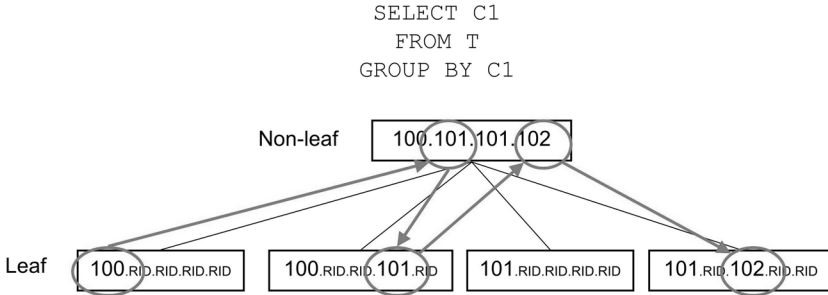 SELECT C1
FROM T
GROUP BY C1
Non-leaf 100.101.101.102
Leaf 100.RID.RID.RID.RID 100.RID.RID.101.RID 101.RID.RID.RID.RID 101.RID.102.RID.RID